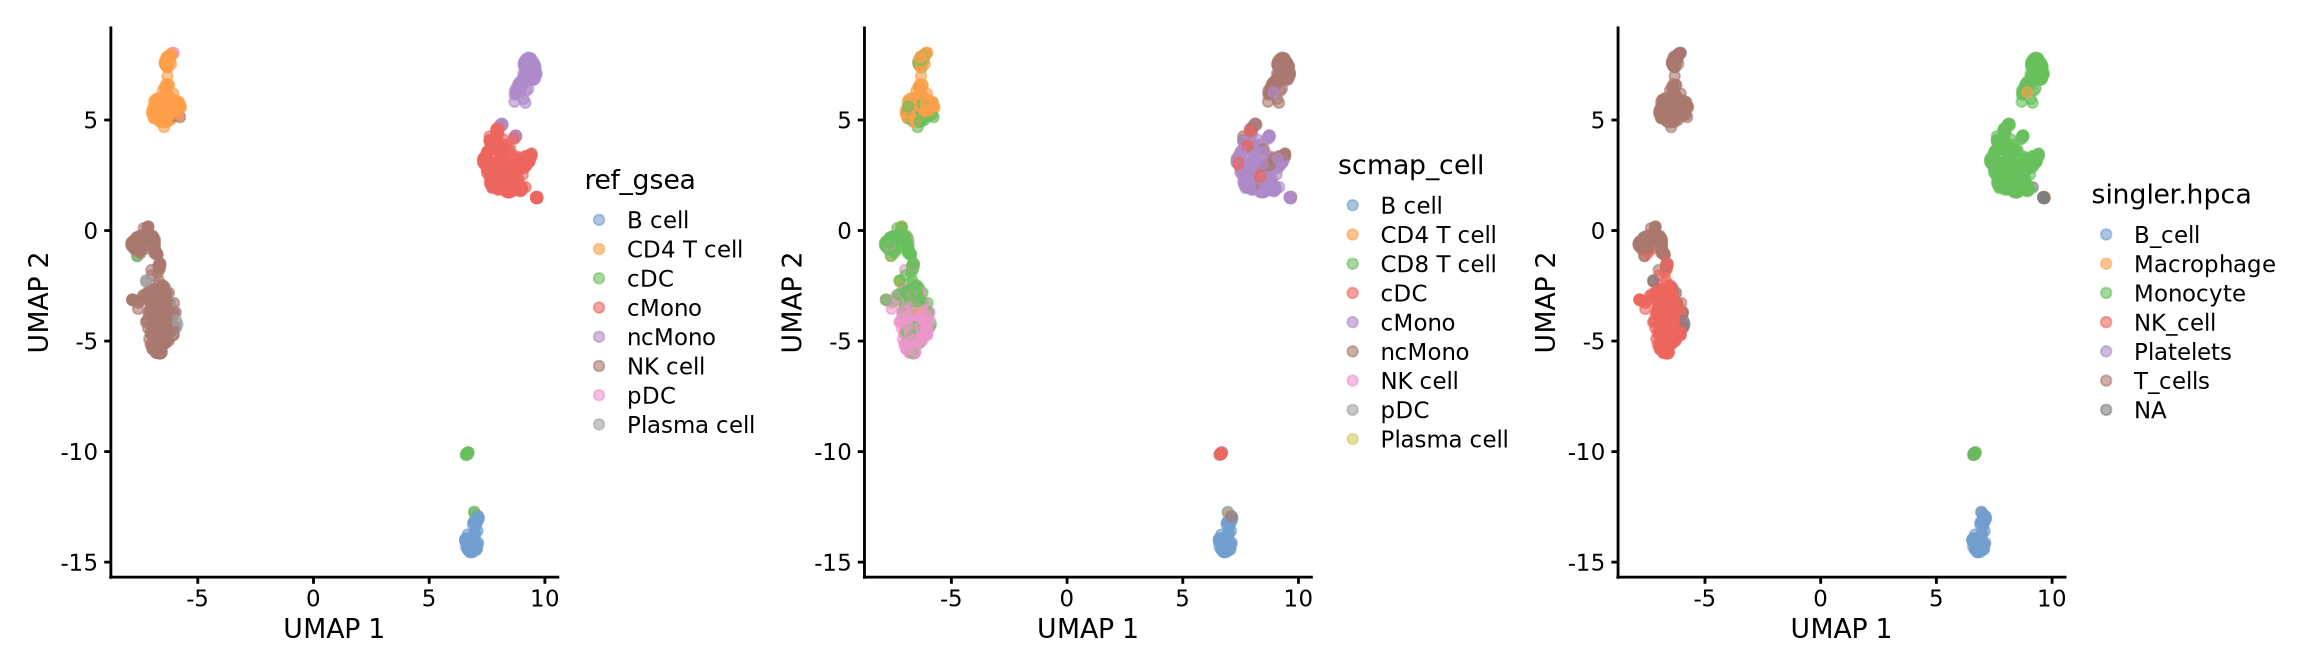 5
0
-5
-10
-15
-5
0
5
10
UMAP 1
UMAP 2
ref_gsea
B cell
CD4 T cell
cDC
cMono
ncMono
NK cell
pDC
Plasma cell
5
0
-5
-10
-15
-5
0
5
10
UMAP 1
UMAP 2
scmap_cell
B cell
CD4 T cell
CD8 T cell
cDC
cMono
ncMono
NK cell
pDC
Plasma cell
5
0
-5
-10
-15
-5
0
5
10
UMAP 1
UMAP 2
singler.hpca
B_cell
Macrophage
Monocyte
NK_cell
Platelets
T_cells
NA